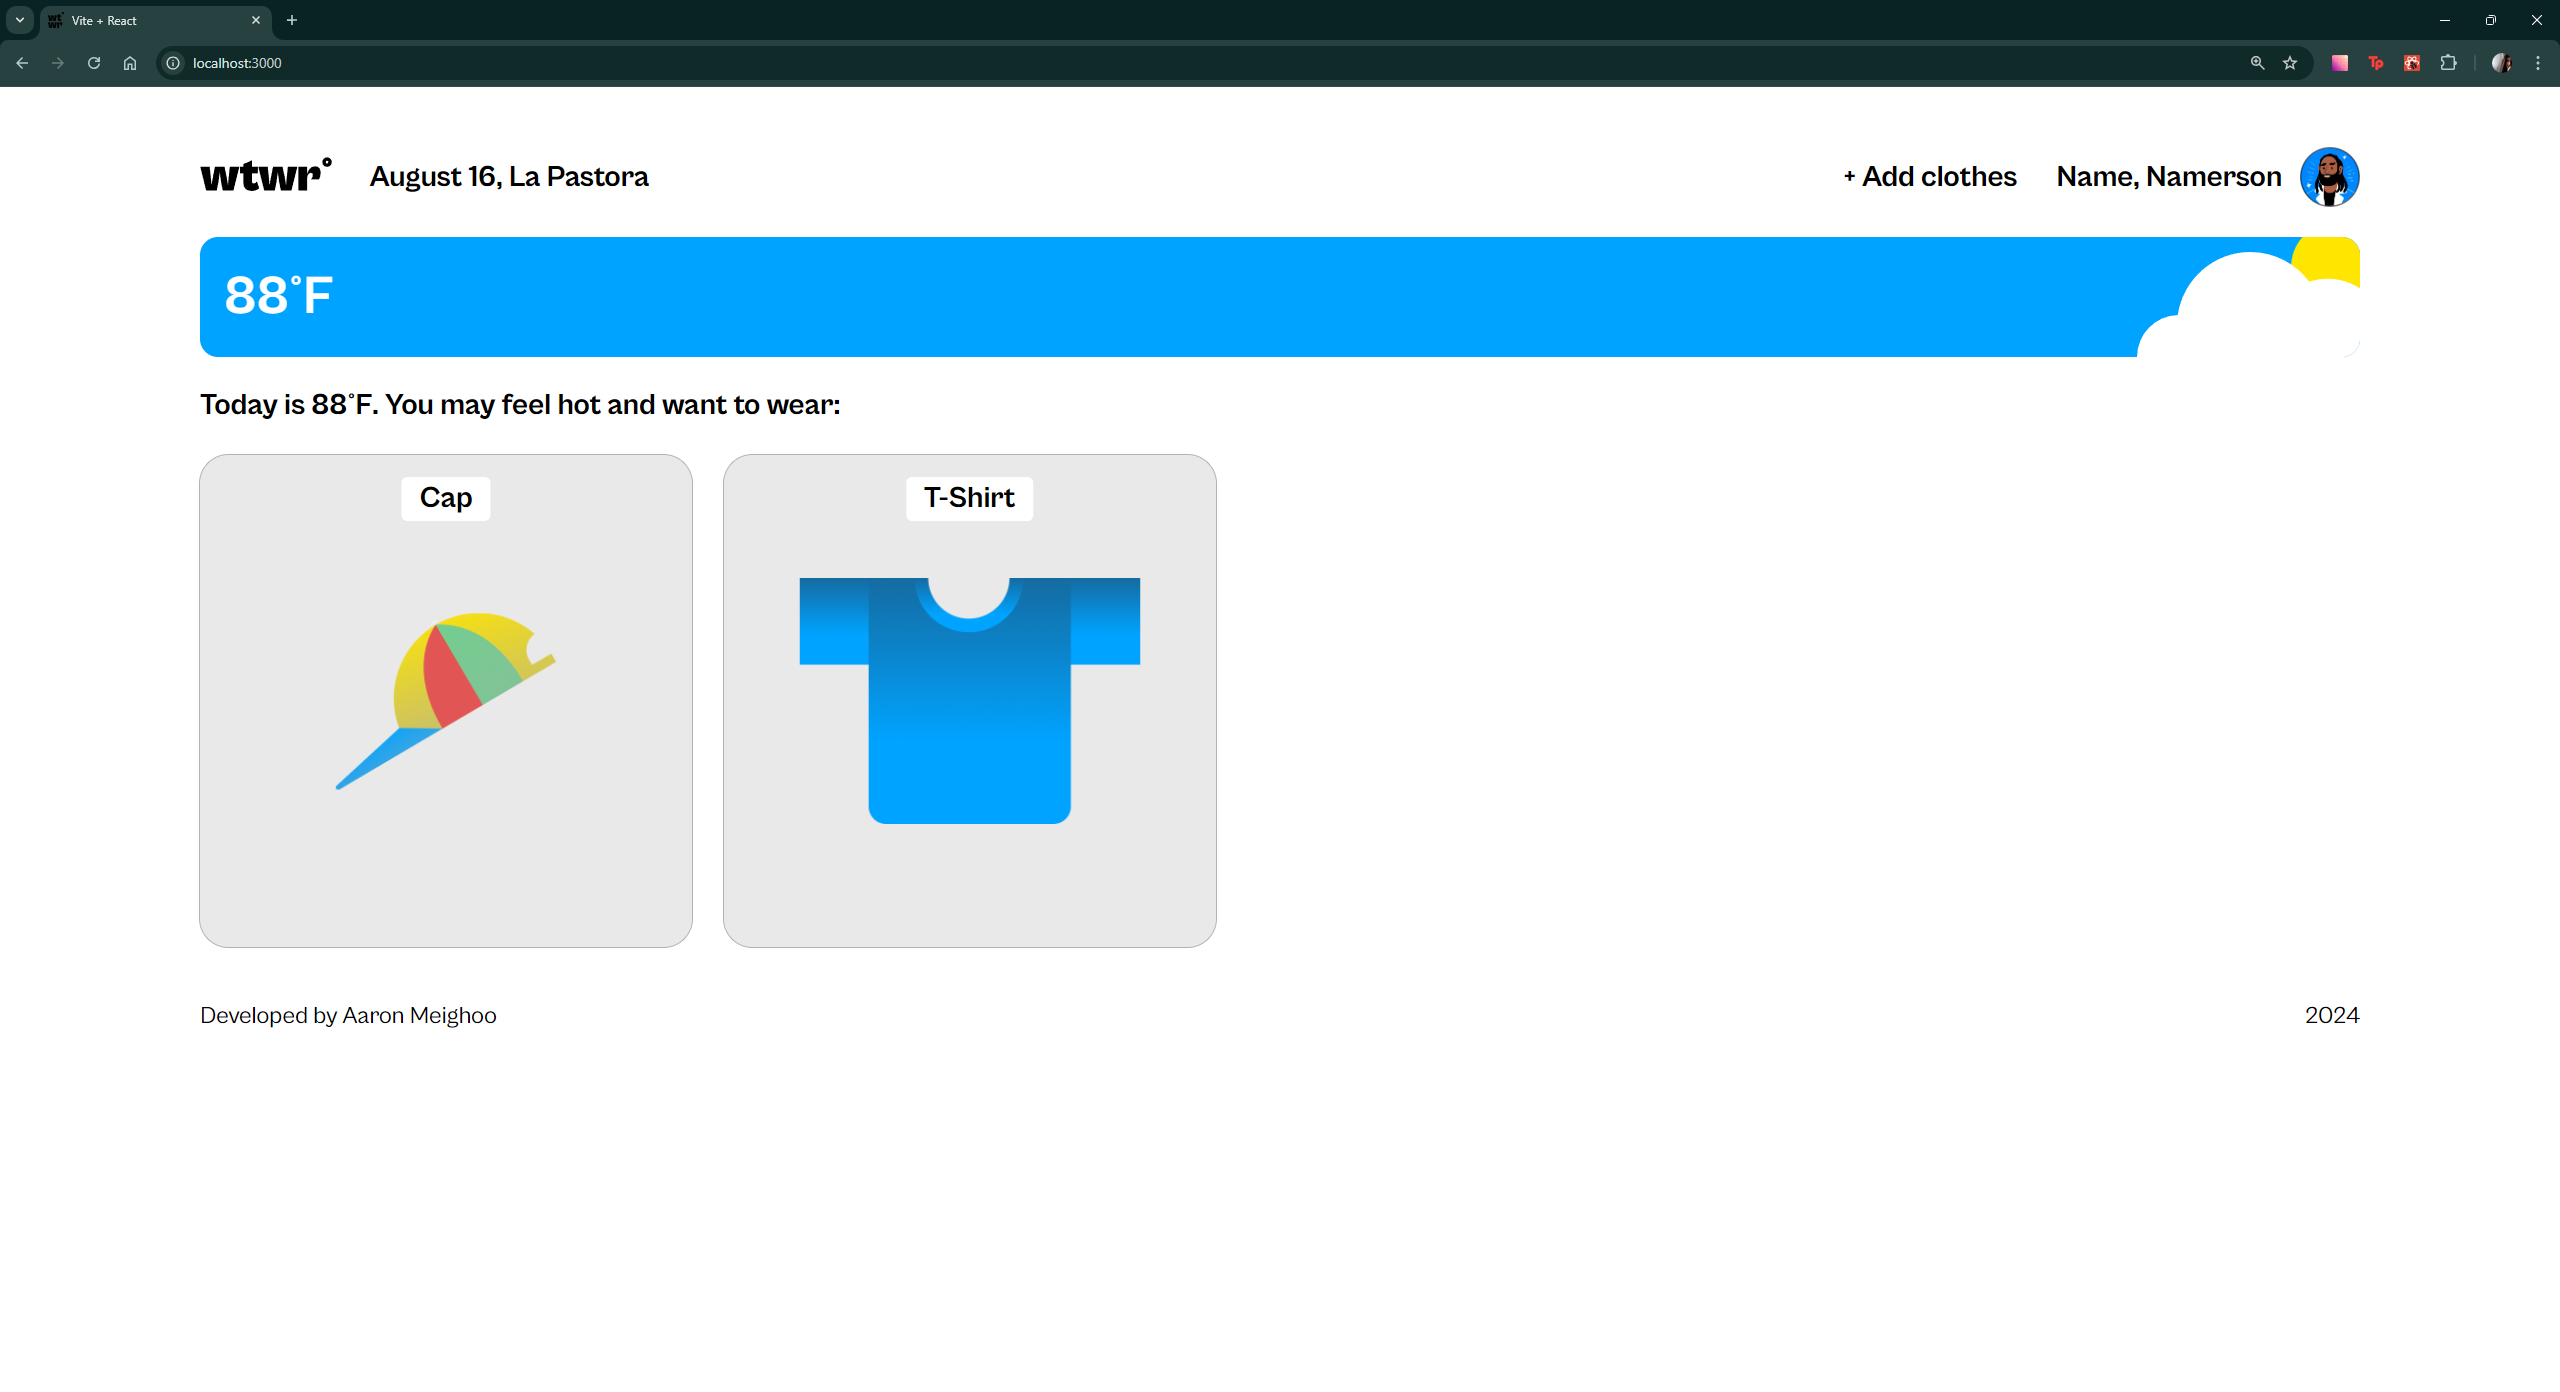 Vite + React
localhost:3000
wtwr°
August 16, La Pastora
+ Add clothes
Name, Namerson
88°F
Today is 88°F. You may feel hot and want to wear:
Cap
T-Shirt
Developed by Aaron Meighoo
2024